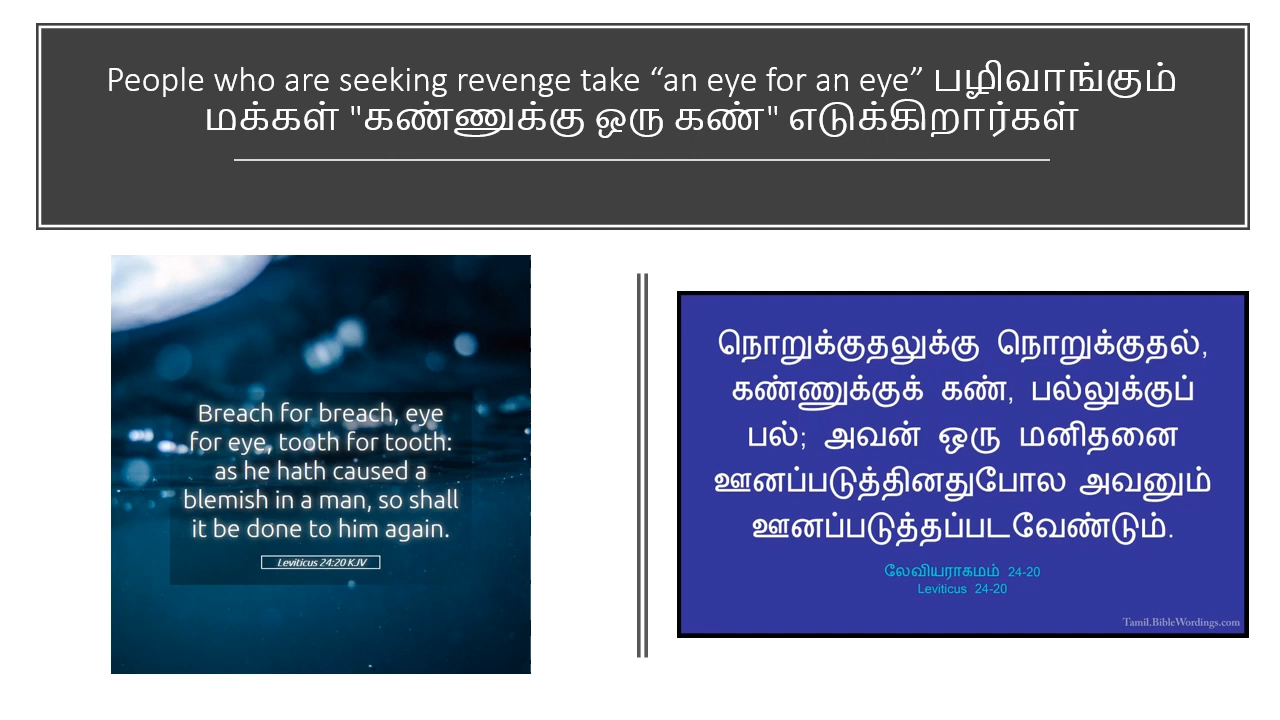 People who are seeking revenge take “an eye for an eye” பழிவாங்கும்
மக்கள் "கண்ணுக்கு ஒரு கண்" எடுக்கிறார்கள்
Breach for breach, eye
for eye, tooth for tooth:
as he hath caused a
blemish in a man, so shall
it be done to him again.
Leviticus 24:20 KJV
நொறுக்குதலுக்கு நொறுக்குதல்,
கண்ணுக்குக் கண், பல்லுக்குப்
பல்; அவன் ஒரு மனிதனை
ஊனப்படுத்தினதுபோல அவனும்
ஊனப்படுத்தப்படவேண்டும்.
லேவியராகமம் 24-20
Leviticus 24-20
Tamil.BibleWordings.com